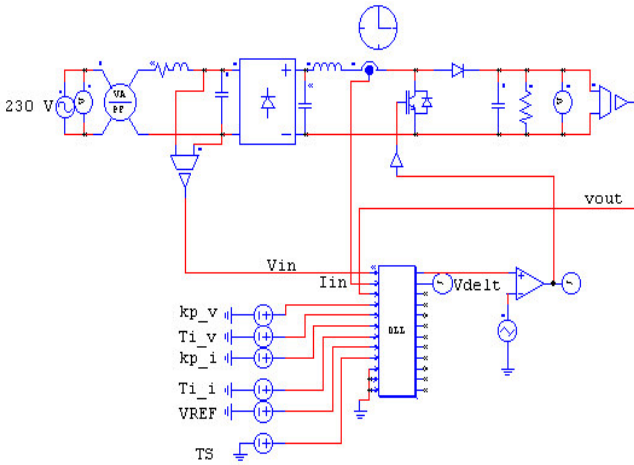 VA
PF
230 V
V
V
vout
Vin
Iin
Vdelt
kp_v
Ti_v
kp_i
DLL
Ti_i
VREF
TS